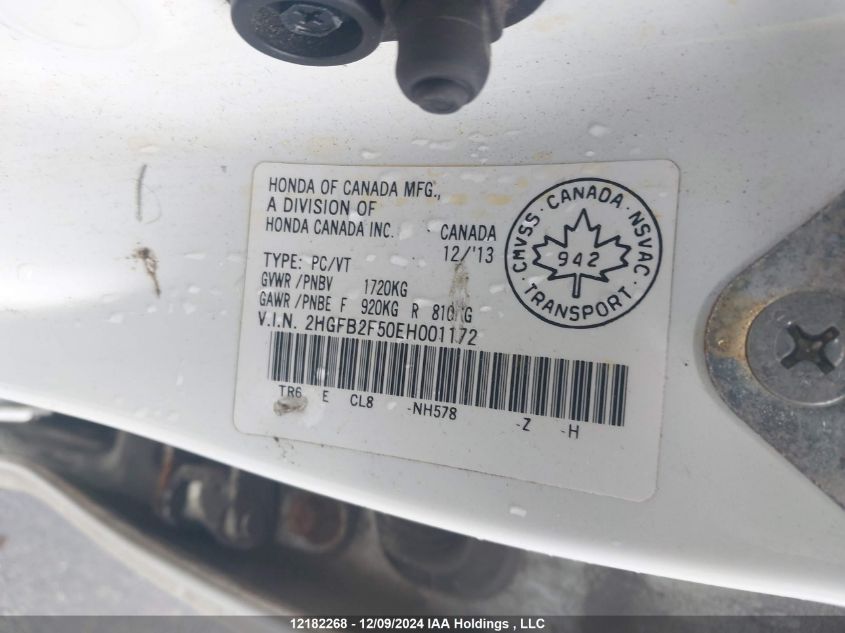 HONDA OF CANADA MFG.,
A DIVISION OF
HONDA CANADA INC. CANADA
12/'13
TYPE: PC/VT
GVWR /PNBV 1720KG
GAWR /PNBE F 920KG R 810KG
V.I.N. 2HGFB2F50EH001172
TR6 E CL8 -NH578 -Z -H
CMVSS · CANADA · NSVAC
942
· TRANSPORT ·
12182268 - 12/09/2024 IAA Holdings , LLC